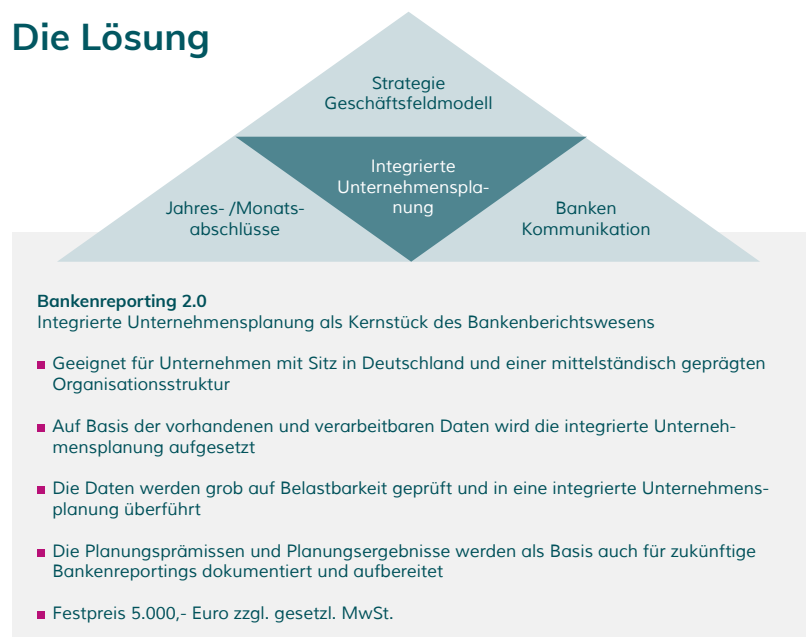 Die Lösung
Strategie
Geschäftsfeldmodell
Integrierte
Unternehmenspla-
nung
Jahres- /Monats-
abschlüsse
Banken
Kommunikation
Bankenreporting 2.0
Integrierte Unternehmensplanung als Kernstück des Bankenberichtswesens
Geeignet für Unternehmen mit Sitz in Deutschland und einer mittelständisch geprägten
Organisationsstruktur
Auf Basis der vorhandenen und verarbeitbaren Daten wird die integrierte Unterneh-
mensplanung aufgesetzt
Die Daten werden grob auf Belastbarkeit geprüft und in eine integrierte Unternehmens-
planung überführt
Die Planungsprämissen und Planungsergebnisse werden als Basis auch für zukünftige
Bankenreportings dokumentiert und aufbereitet
Festpreis 5.000,- Euro zzgl. gesetzl. MwSt.